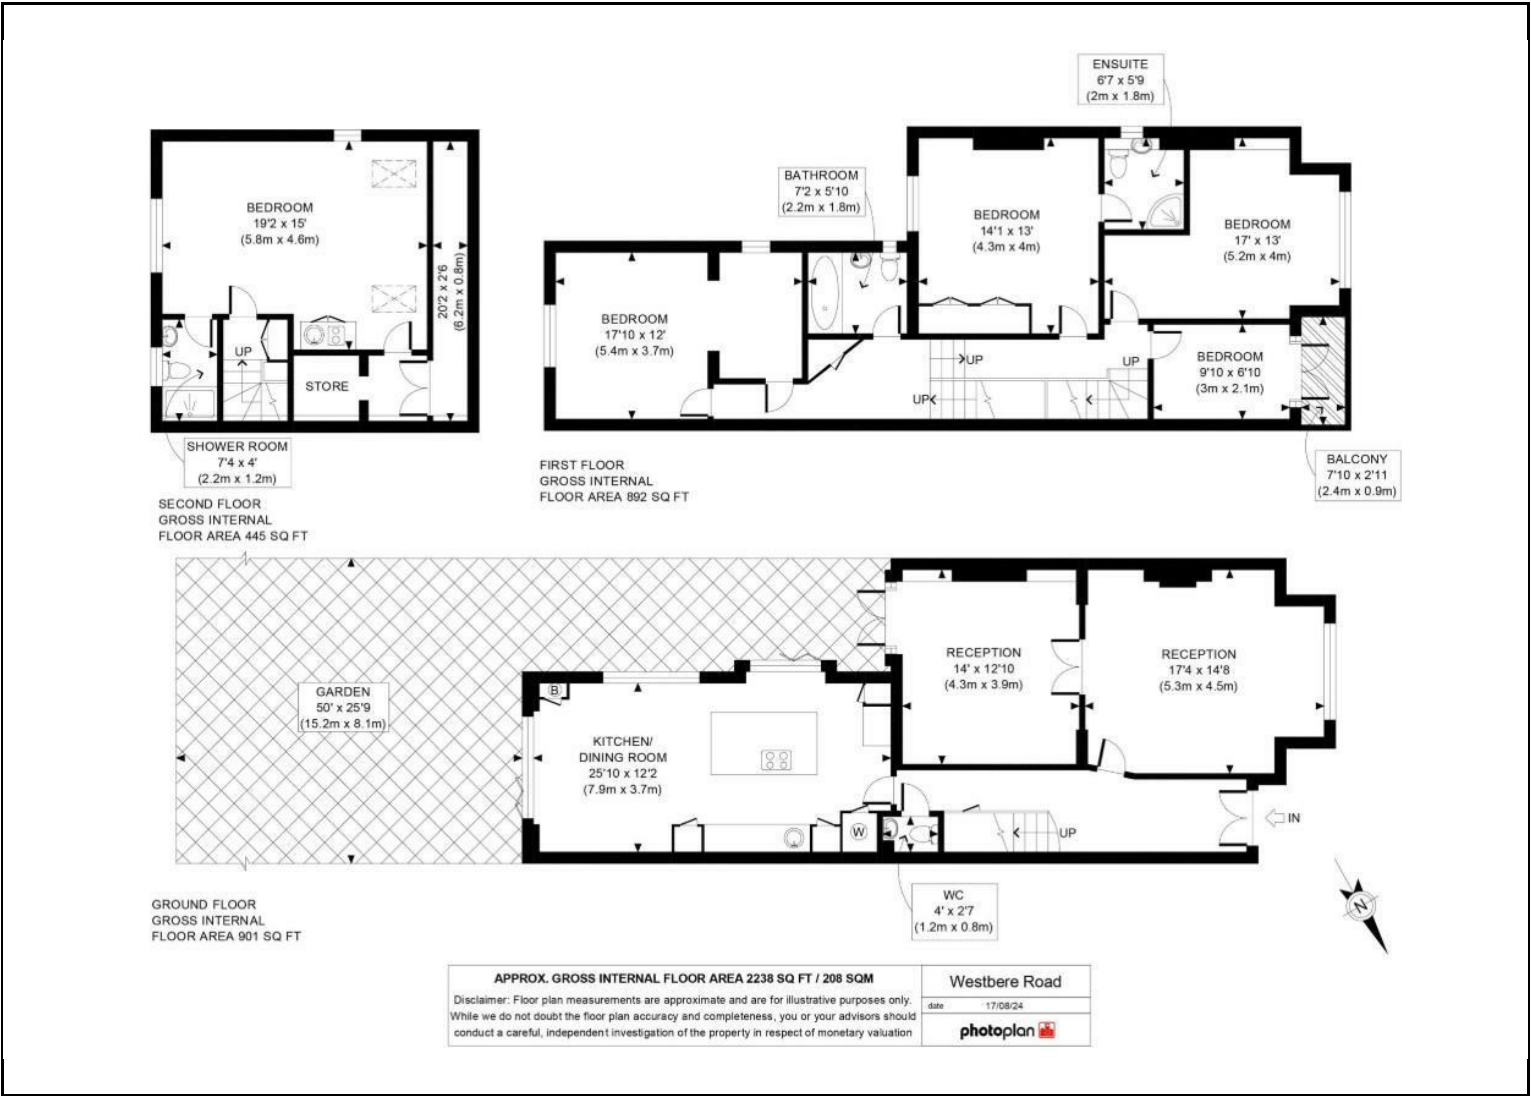 ENSUITE
6'7 x 5'9
(2m x 1.8m)
BATHROOM
7'2 x 5'10
(2.2m x 1.8m)
BEDROOM
19'2 x 15'
(5.8m x 4.6m)
20'2 x 2'6
(6.2m x 0.8m)
UP
STORE
SHOWER ROOM
7'4 x 4'
(2.2m x 1.2m)
SECOND FLOOR
GROSS INTERNAL
FLOOR AREA 445 SQ FT
BEDROOM
14'1 x 13'
(4.3m x 4m)
BEDROOM
17' x 13'
(5.2m x 4m)
BEDROOM
17'10 x 12'
(5.4m x 3.7m)
UP
UP
UP
BEDROOM
9'10 x 6'10
(3m x 2.1m)
BALCONY
7'10 x 2'11
(2.4m x 0.9m)
FIRST FLOOR
GROSS INTERNAL
FLOOR AREA 892 SQ FT
GARDEN
50' x 25'9
(15.2m x 8.1m)
B
KITCHEN/
DINING ROOM
25'10 x 12'2
(7.9m x 3.7m)
W
RECEPTION
14' x 12'10
(4.3m x 3.9m)
RECEPTION
17'4 x 14'8
(5.3m x 4.5m)
UP
IN
WC
4' x 2'7
(1.2m x 0.8m)
N
GROUND FLOOR
GROSS INTERNAL
FLOOR AREA 901 SQ FT
APPROX. GROSS INTERNAL FLOOR AREA 2238 SQ FT / 208 SQM
Disclaimer: Floor plan measurements are approximate and are for illustrative purposes only.
While we do not doubt the floor plan accuracy and completeness, you or your advisors should
conduct a careful, independent investigation of the property in respect of monetary valuation
Westbere Road
date 17/08/24
photoplan